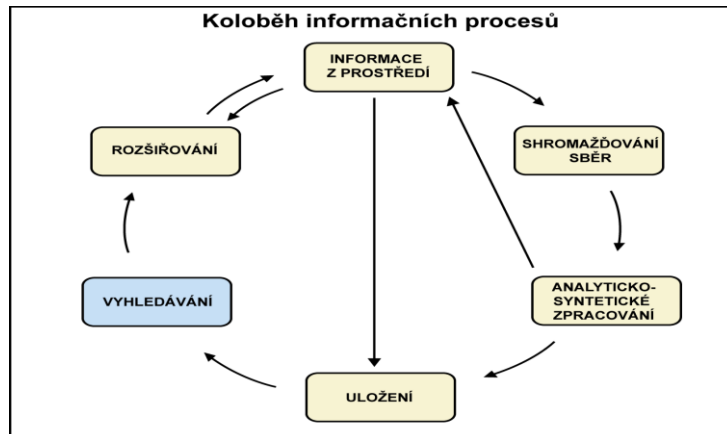 Koloběh informačních procesů
INFORMACE
Z PROSTŘEDÍ
ROZŠIŘOVÁNÍ
SHROMAŽĎOVÁNÍ
SBĚR
VYHLEDÁVÁNÍ
ANALYTICKO-
SYNTETICKÉ
ZPRACOVÁNÍ
ULOŽENÍ